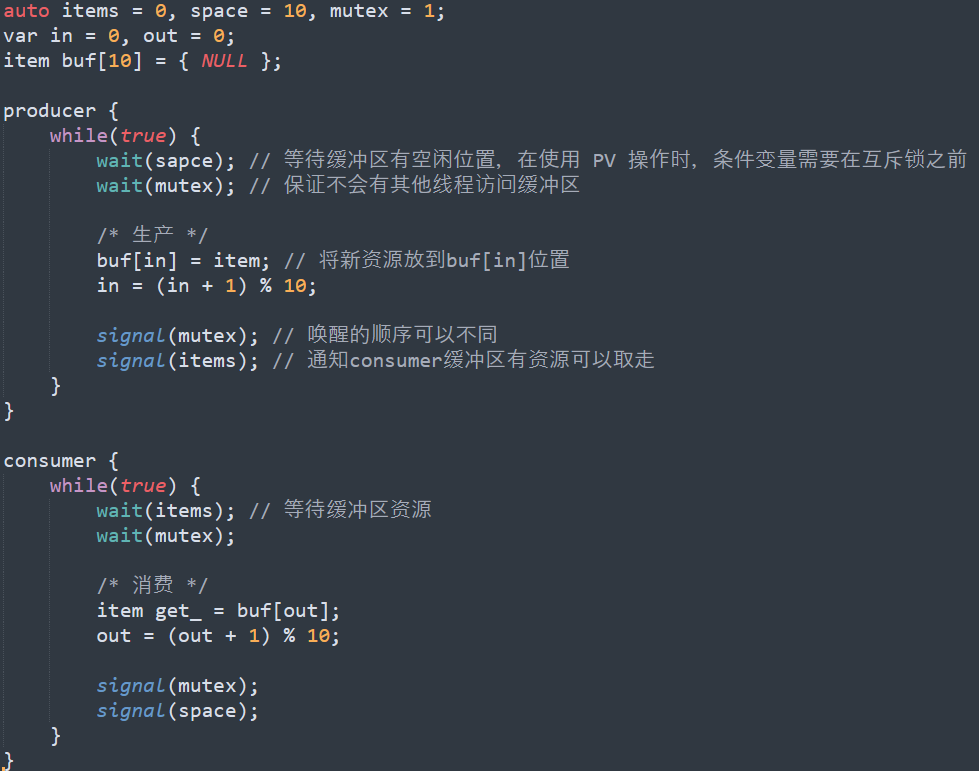 auto items = 0, space = 10, mutex = 1;
var in = 0, out = 0;
item buf[10] = { NULL };

producer {
    while(true) {
        wait(sapce); // 等待缓冲区有空闲位置, 在使用 PV 操作时, 条件变量需要在互斥锁之前
        wait(mutex); // 保证不会有其他线程访问缓冲区

        /* 生产 */
        buf[in] = item; // 将新资源放到buf[in]位置
        in = (in + 1) % 10;

        signal(mutex); // 唤醒的顺序可以不同
        signal(items); // 通知consumer缓冲区有资源可以取走
    }
}

consumer {
    while(true) {
        wait(items); // 等待缓冲区资源
        wait(mutex);

        /* 消费 */
        item get_ = buf[out];
        out = (out + 1) % 10;

        signal(mutex);
        signal(space);
    }
}